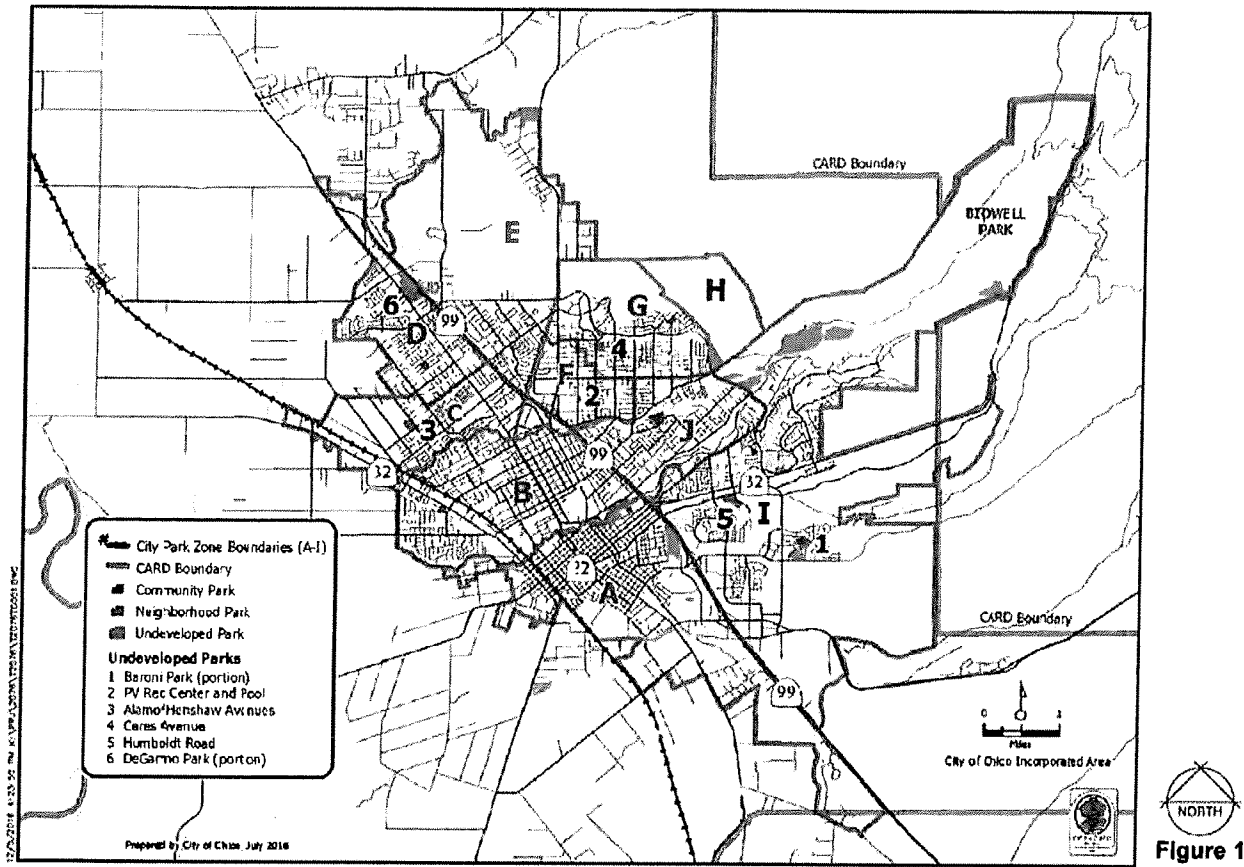 CARD Boundary
BIDWELL
PARK
E
H
G
6
99
D
4
F
2
C
3
J
99
32
32
B
5
I
1
22
A
City Park Zone Boundaries (A-I)
CARD Boundary
Community Park
Neighborhood Park
Undeveloped Park
Undeveloped Parks
1 Baroni Park (portion)
2 PV Rec Center and Pool
3 Alamo/Henshaw Avenues
4 Ceres Avenue
5 Humboldt Road
6 DeGarmo Park (portion)
CARD Boundary
99
0 1
Miles
City of Chico Incorporated Area
Prepared by City of Chico, July 2016
NORTH
Figure 1